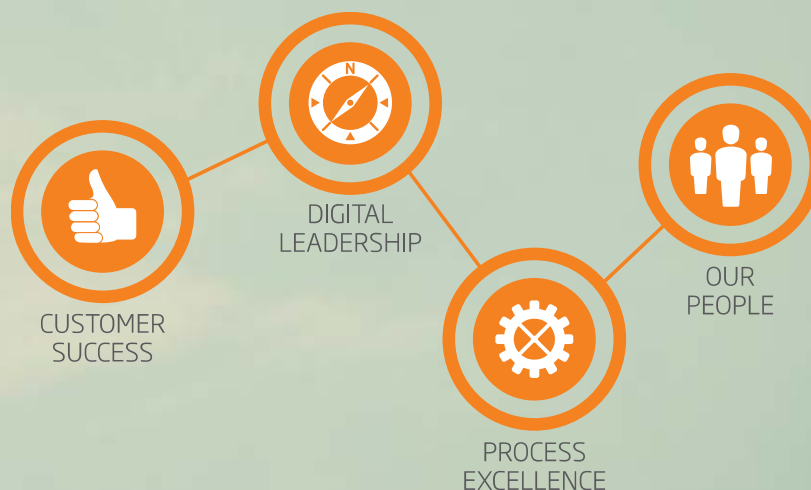 N
DIGITAL
LEADERSHIP
OUR
PEOPLE
CUSTOMER
SUCCESS
PROCESS
EXCELLENCE